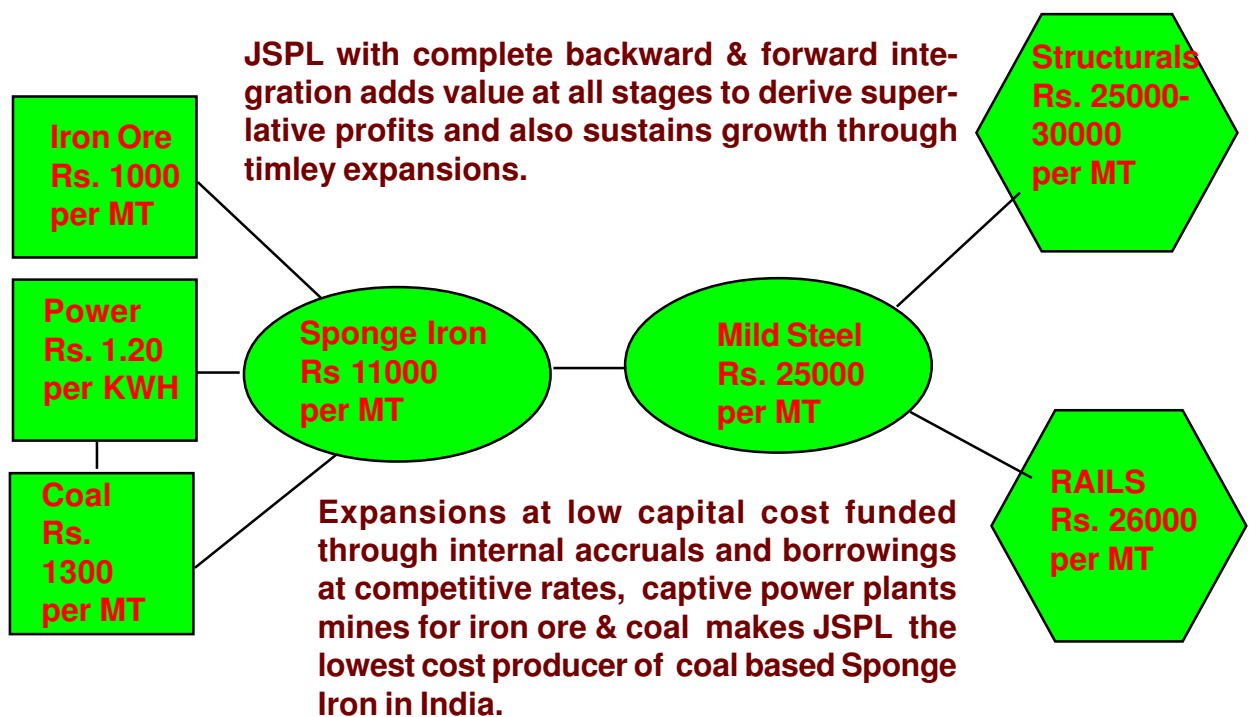 JSPL with complete backward & forward inte-
gration adds value at all stages to derive super-
lative profits and also sustains growth through
timley expansions.
Iron Ore
Rs. 1000
per MT
Power
Rs. 1.20
per KWH
Coal
Rs.
1300
per MT
Sponge Iron
Rs 11000
per MT
Mild Steel
Rs. 25000
per MT
Structurals
Rs. 25000-
30000
per MT
RAILS
Rs. 26000
per MT
Expansions at low capital cost funded
through internal accruals and borrowings
at competitive rates, captive power plants
mines for iron ore & coal makes JSPL the
lowest cost producer of coal based Sponge
Iron in India.